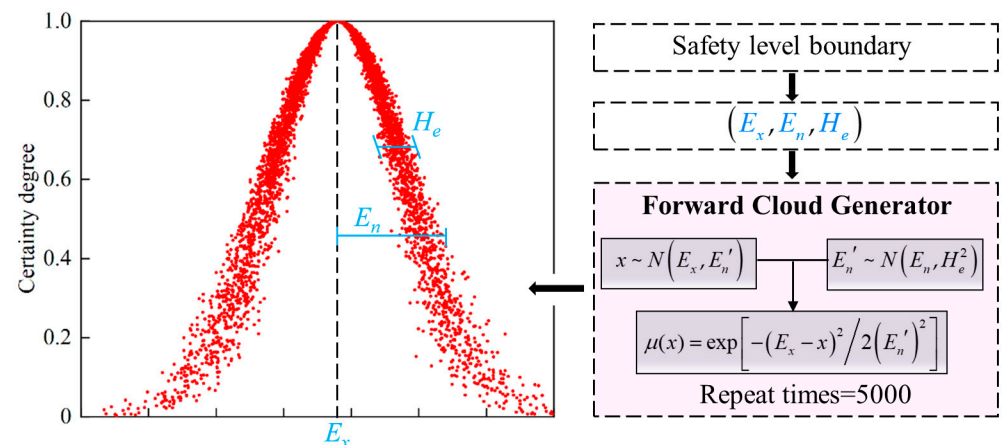 1.0
0.8
0.6
0.4
0.2
0
Certainty degree
H_e
E_n
E_x
Safety level boundary
(E_x, E_n, H_e)
Forward Cloud Generator
x ~ N(E_x, E_n′)
E_n′ ~ N(E_n, H_e^2)
μ(x) = exp[−(E_x − x)^2 / 2(E_n′)^2]
Repeat times=5000